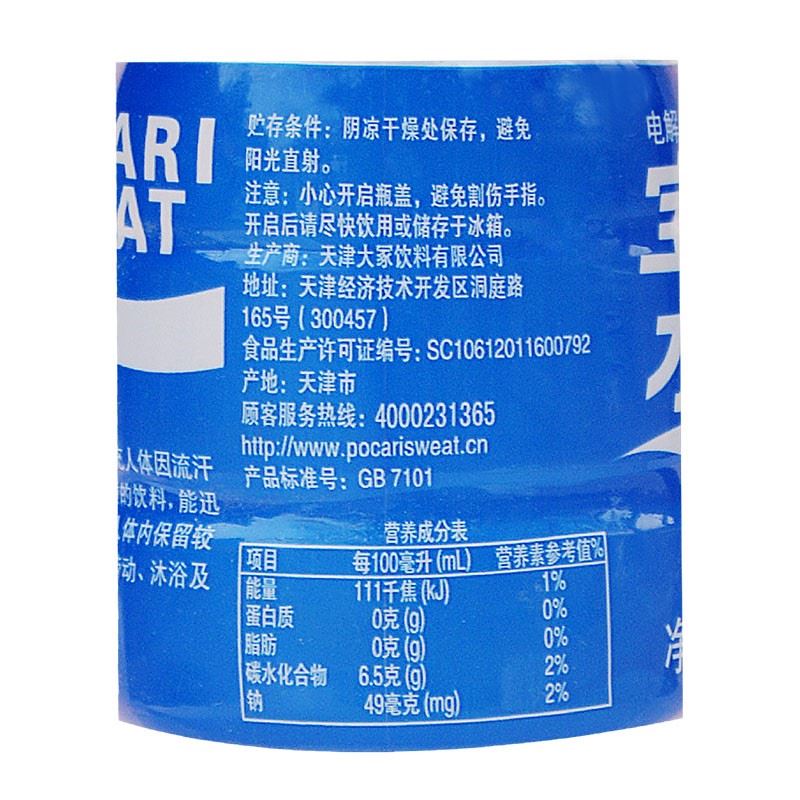 ARI
AT
贮存条件：阴凉干燥处保存，避免
阳光直射。
注意：小心开启瓶盖，避免割伤手指。
开启后请尽快饮用或储存于冰箱。
生产商：天津大冢饮料有限公司
地址：天津经济技术开发区洞庭路
165号（300457）
食品生产许可证编号：SC10612011600792
产地：天津市
顾客服务热线：4000231365
http://www.pocarisweat.cn
产品标准号：GB 7101
人体因流汗
的饮料，能迅
体内保留较
动、沐浴及
营养成分表
项目 每100毫升(mL) 营养素参考值%
能量 111千焦(kJ) 1%
蛋白质 0克(g) 0%
脂肪 0克(g) 0%
碳水化合物 6.5克(g) 2%
钠 49毫克(mg) 2%
电解
水
净